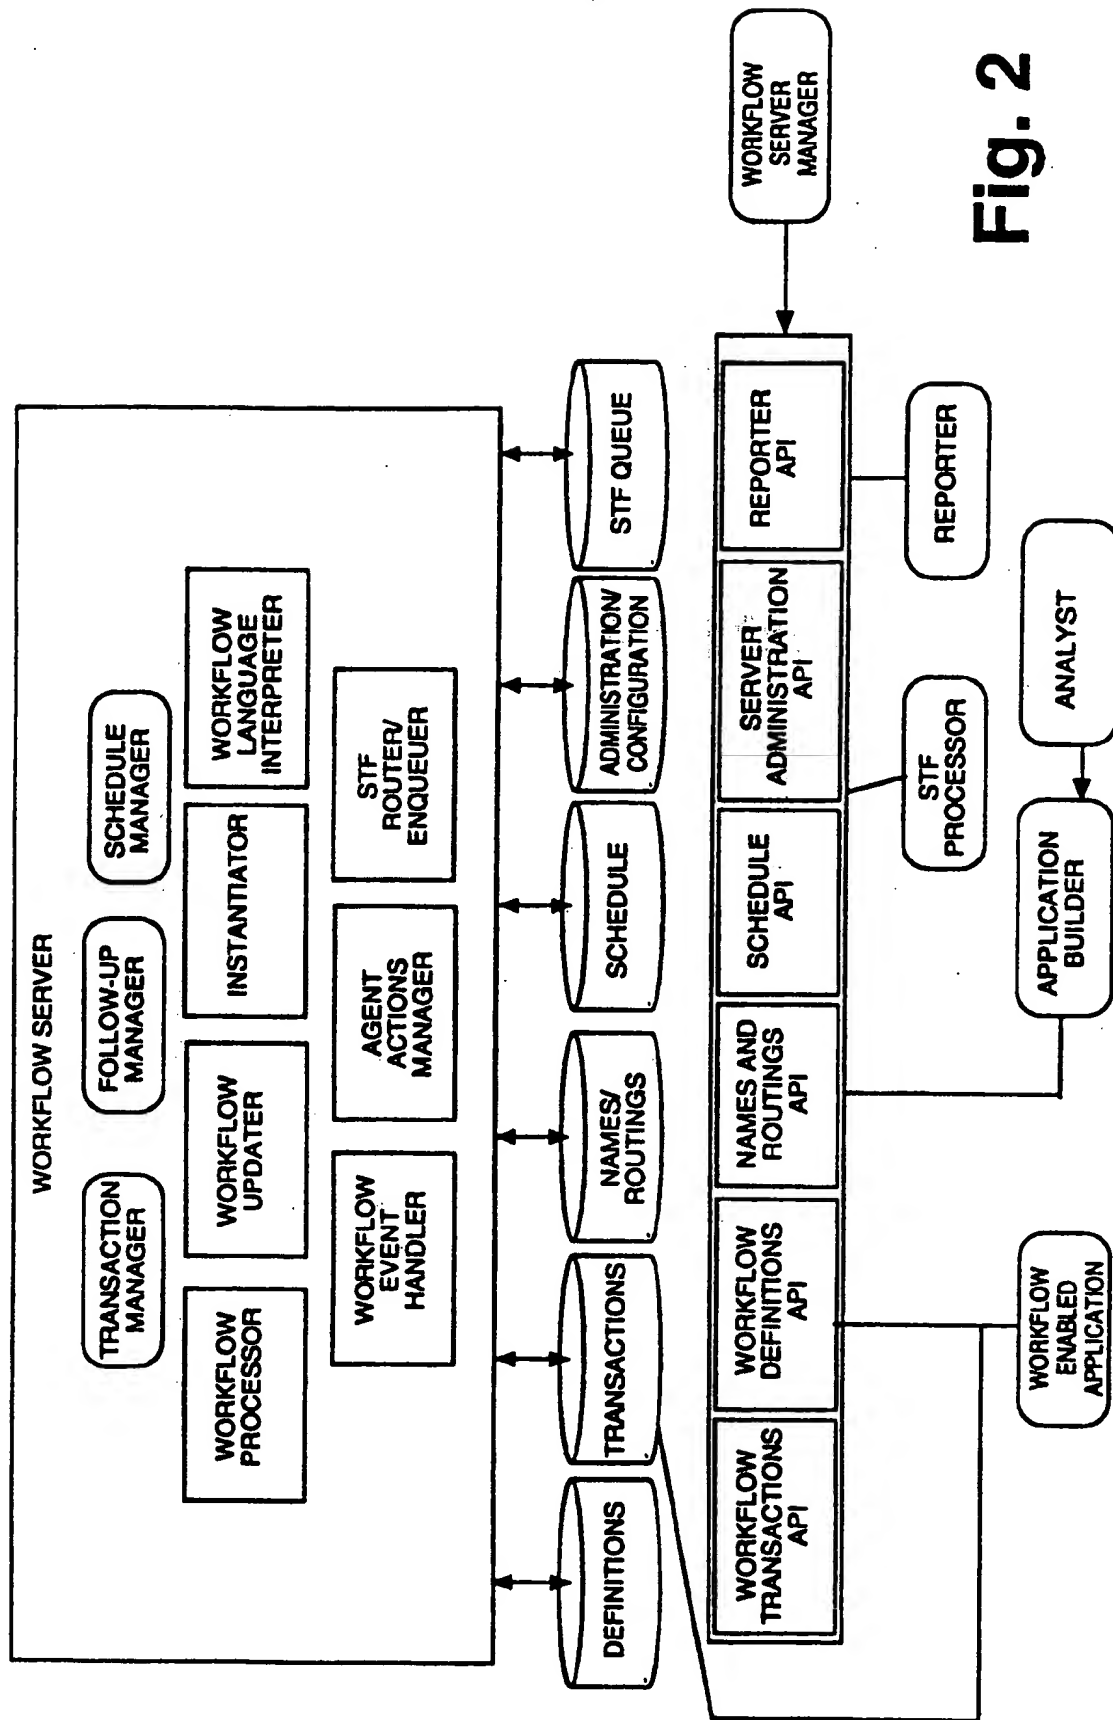 WORKFLOW SERVER
TRANSACTION
MANAGER
FOLLOW-UP
MANAGER
SCHEDULE
MANAGER
WORKFLOW
PROCESSOR
WORKFLOW
UPDATER
INSTANTIATOR
WORKFLOW
LANGUAGE
INTERPRETER
WORKFLOW
EVENT
HANDLER
AGENT
ACTIONS
MANAGER
STF
ROUTER/
ENQUEUER
DEFINITIONS
TRANSACTIONS
NAMES/
ROUTINGS
SCHEDULE
ADMINISTRATION/
CONFIGURATION
STF QUEUE
WORKFLOW
TRANSACTIONS
API
WORKFLOW
DEFINITIONS
API
NAMES AND
ROUTINGS
API
SCHEDULE
API
SERVER
ADMINISTRATION
API
REPORTER
API
WORKFLOW
SERVER
MANAGER
STF
PROCESSOR
REPORTER
WORKFLOW
ENABLED
APPLICATION
APPLICATION
BUILDER
ANALYST
Fig. 2